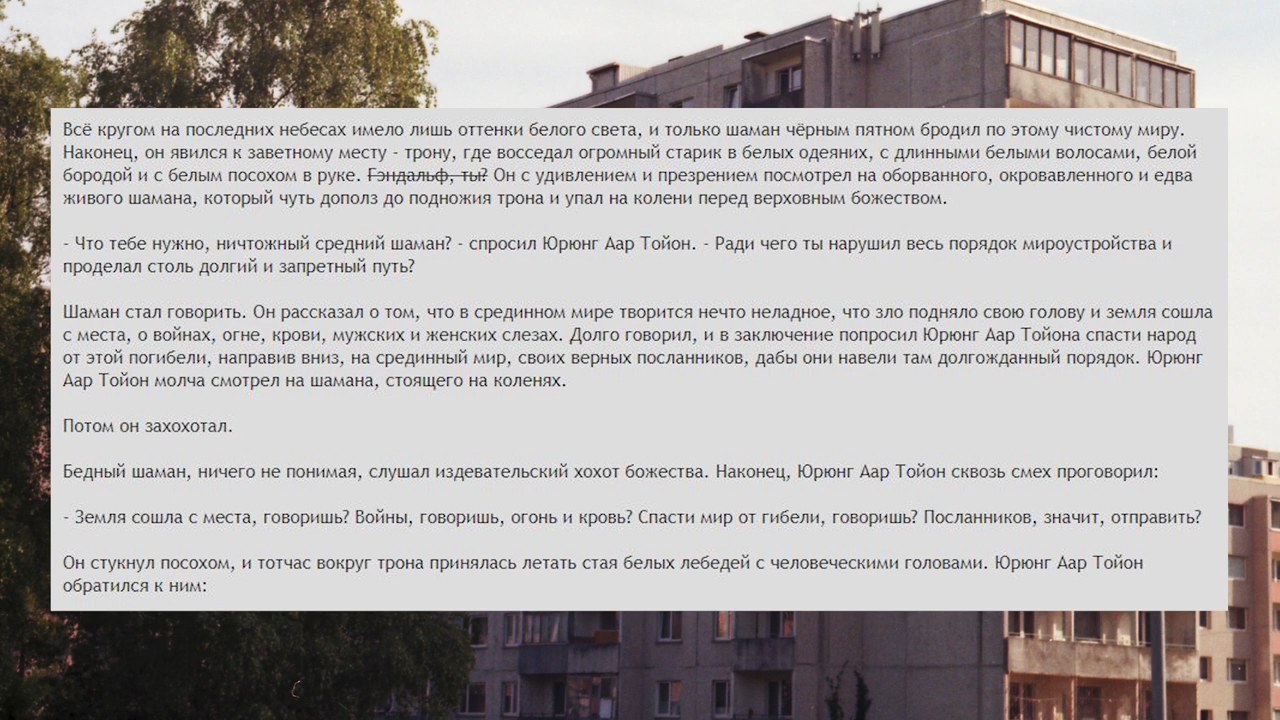 Всё кругом на последних небесах имело лишь оттенки белого света, и только шаман чёрным пятном бродил по этому чистому миру.
Наконец, он явился к заветному месту - трону, где восседал огромный старик в белых одеяних, с длинными белыми волосами, белой
бородой и с белым посохом в руке. Гэндальф, ты? Он с удивлением и презрением посмотрел на оборванного, окровавленного и едва
живого шамана, который чуть дополз до подножия трона и упал на колени перед верховным божеством.
- Что тебе нужно, ничтожный средний шаман? - спросил Юрюнг Аар Тойон. - Ради чего ты нарушил весь порядок мироустройства и
проделал столь долгий и запретный путь?
Шаман стал говорить. Он рассказал о том, что в срединном мире творится нечто неладное, что зло подняло свою голову и земля сошла
с места, о войнах, огне, крови, мужских и женских слезах. Долго говорил, и в заключение попросил Юрюнг Аар Тойона спасти народ
от этой погибели, направив вниз, на срединный мир, своих верных посланников, дабы они навели там долгожданный порядок. Юрюнг
Аар Тойон молча смотрел на шамана, стоящего на коленях.
Потом он захохотал.
Бедный шаман, ничего не понимая, слушал издевательский хохот божества. Наконец, Юрюнг Аар Тойон сквозь смех проговорил:
- Земля сошла с места, говоришь? Войны, говоришь, огонь и кровь? Спасти мир от гибели, говоришь? Посланников, значит, отправить?
Он стукнул посохом, и тотчас вокруг трона принялась летать стая белых лебедей с человеческими головами. Юрюнг Аар Тойон
обратился к ним: